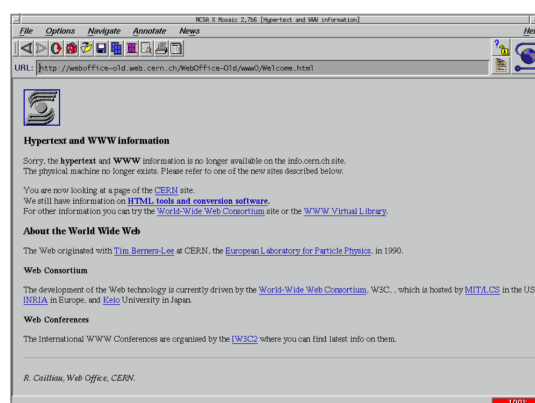 NCSA X Mosaic 2.7b6 [Hypertext and WWW information]
File Options Navigate Annotate News
URL: http://weboffice-old.web.cern.ch/WebOffice-Old/www0/Welcome.html
Hypertext and WWW information
Sorry, the hypertext and WWW information is no longer available on the info.cern.ch site.
The physical machine no longer exists. Please refer to one of the new sites described below.
You are now looking at a page of the CERN site.
We still have information on HTML tools and conversion software.
For other information you can try the World-Wide Web Consortium site or the WWW Virtual Library.
About the World Wide Web
The Web originated with Tim Berners-Lee at CERN, the European Laboratory for Particle Physics, in 1990.
Web Consortium
The development of the Web technology is currently driven by the World-Wide Web Consortium, W3C, , which is hosted by MIT/LCS in the US
INRIA in Europe, and Keio University in Japan.
Web Conferences
The International WWW Conferences are organised by the IW3C2 where you can find latest info on them.
R. Cailliau, Web Office, CERN.
100%